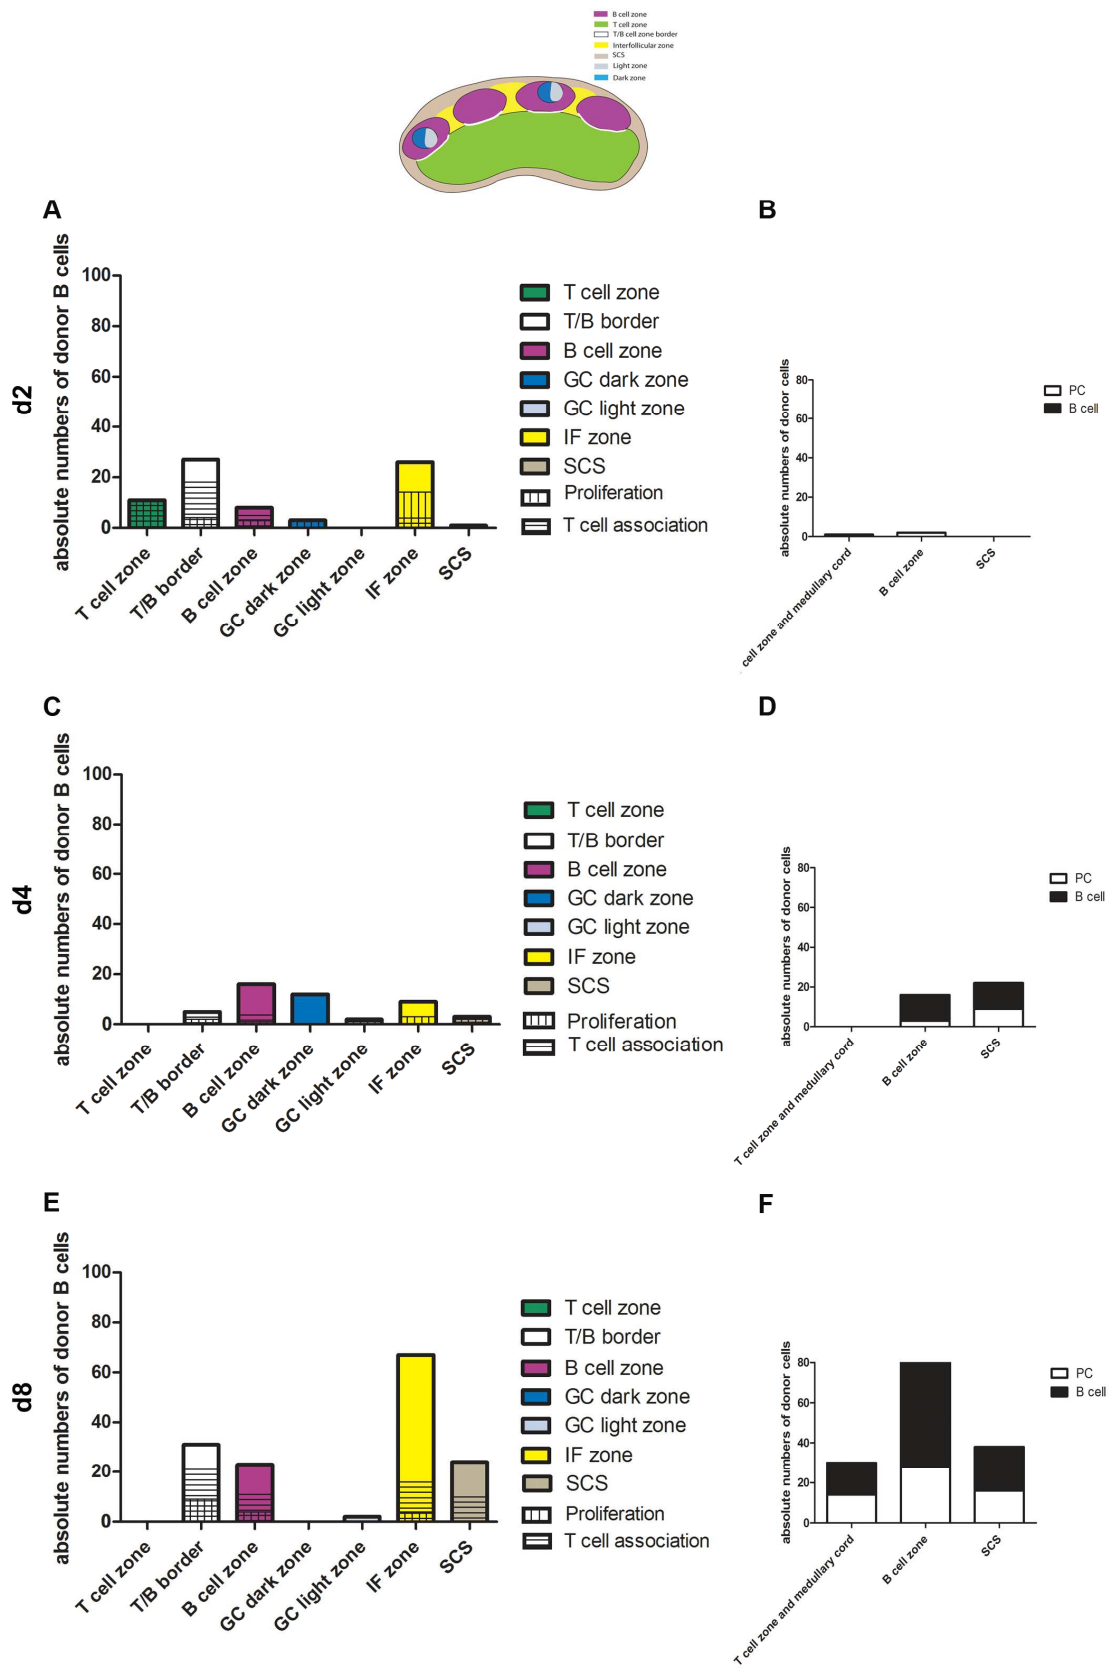 B cell zone
T cell zone
T/B cell zone border
Interfollicular zone
SCS
Light zone
Dark zone
A
B
d2
absolute numbers of donor B cells
100
80
60
40
20
0
T cell zone
T/B border
B cell zone
GC dark zone
GC light zone
IF zone
SCS
T cell zone
T/B border
B cell zone
GC dark zone
GC light zone
IF zone
SCS
Proliferation
T cell association
absolute numbers of donor cells
80
60
40
20
0
cell zone and medullary cord
B cell zone
SCS
PC
B cell
C
D
d4
absolute numbers of donor B cells
100
80
60
40
20
0
T cell zone
T/B border
B cell zone
GC dark zone
GC light zone
IF zone
SCS
T cell zone
T/B border
B cell zone
GC dark zone
GC light zone
IF zone
SCS
Proliferation
T cell association
absolute numbers of donor cells
80
60
40
20
0
T cell zone and medullary cord
B cell zone
SCS
PC
B cell
E
F
d8
absolute numbers of donor B cells
100
80
60
40
20
0
T cell zone
T/B border
B cell zone
GC dark zone
GC light zone
IF zone
SCS
T cell zone
T/B border
B cell zone
GC dark zone
GC light zone
IF zone
SCS
Proliferation
T cell association
absolute numbers of donor cells
80
60
40
20
0
T cell zone and medullary cord
B cell zone
SCS
PC
B cell